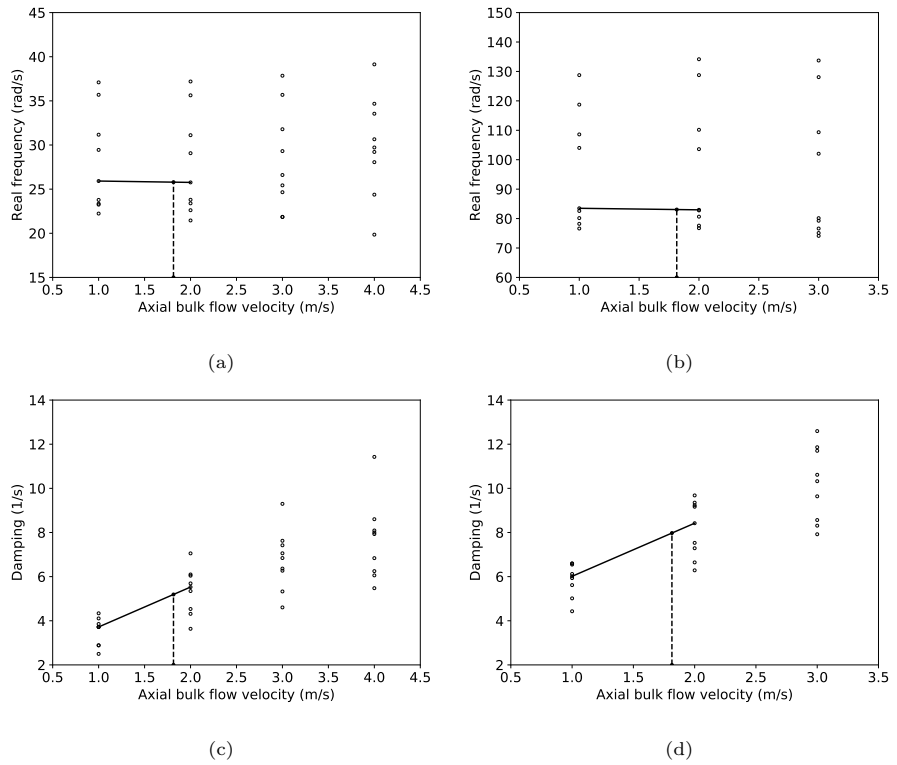 45
40
35
30
25
20
15
Real frequency (rad/s)
0.5 1.0 1.5 2.0 2.5 3.0 3.5 4.0 4.5
Axial bulk flow velocity (m/s)
(a)
150
140
130
120
110
100
90
80
70
60
Real frequency (rad/s)
0.5 1.0 1.5 2.0 2.5 3.0 3.5
Axial bulk flow velocity (m/s)
(b)
14
12
10
8
6
4
2
Damping (1/s)
0.5 1.0 1.5 2.0 2.5 3.0 3.5 4.0 4.5
Axial bulk flow velocity (m/s)
(c)
14
12
10
8
6
4
2
Damping (1/s)
0.5 1.0 1.5 2.0 2.5 3.0 3.5
Axial bulk flow velocity (m/s)
(d)